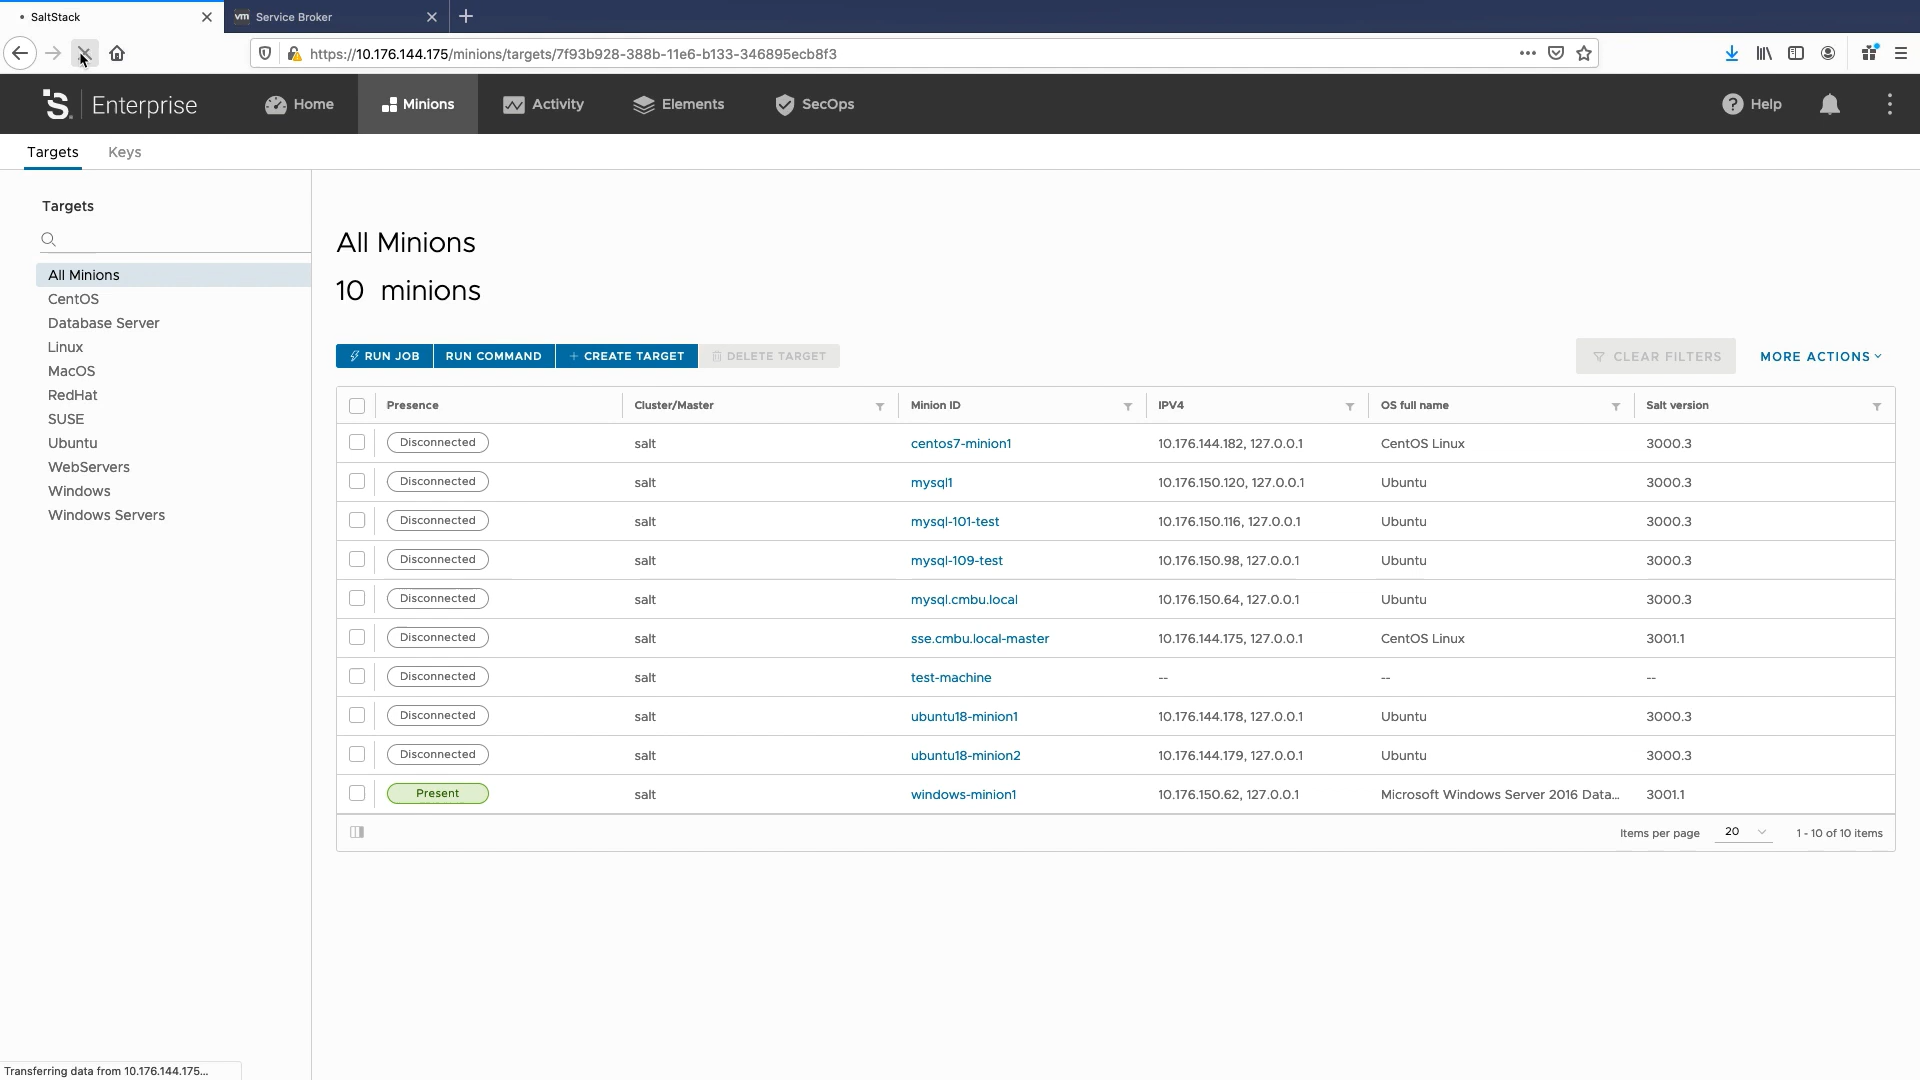 SaltStack
vm Service Broker
https://10.176.144.175/minions/targets/7f93b928-388b-11e6-b133-346895ecb8f3
S. Enterprise Home Minions Activity Elements SecOps ? Help
Targets Keys
Targets
All Minions
CentOS
Database Server
Linux
MacOS
RedHat
SUSE
Ubuntu
WebServers
Windows
Windows Servers
All Minions
10 minions
RUN JOB RUN COMMAND + CREATE TARGET DELETE TARGET CLEAR FILTERS MORE ACTIONS
Presence Cluster/Master Minion ID IPV4 OS full name Salt version
Disconnected salt centos7-minion1 10.176.144.182, 127.0.0.1 CentOS Linux 3000.3
Disconnected salt mysql1 10.176.150.120, 127.0.0.1 Ubuntu 3000.3
Disconnected salt mysql-101-test 10.176.150.116, 127.0.0.1 Ubuntu 3000.3
Disconnected salt mysql-109-test 10.176.150.98, 127.0.0.1 Ubuntu 3000.3
Disconnected salt mysql.cmbu.local 10.176.150.64, 127.0.0.1 Ubuntu 3000.3
Disconnected salt sse.cmbu.local-master 10.176.144.175, 127.0.0.1 CentOS Linux 3001.1
Disconnected salt test-machine -- -- --
Disconnected salt ubuntu18-minion1 10.176.144.178, 127.0.0.1 Ubuntu 3000.3
Disconnected salt ubuntu18-minion2 10.176.144.179, 127.0.0.1 Ubuntu 3000.3
Present salt windows-minion1 10.176.150.62, 127.0.0.1 Microsoft Windows Server 2016 Data... 3001.1
Items per page 20 1 - 10 of 10 items
Transferring data from 10.176.144.175...